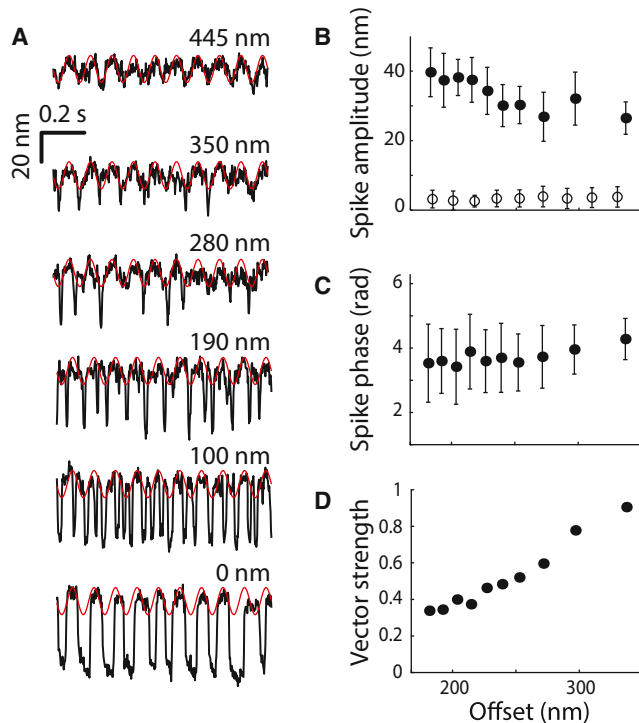 A
445 nm
0.2 s
20 nm
350 nm
280 nm
190 nm
100 nm
0 nm
B
Spike amplitude (nm)
40
20
0
C
Spike phase (rad)
6
4
2
D
Vector strength
1
0.8
0.6
0.4
0.2
0
200
300
Offset (nm)